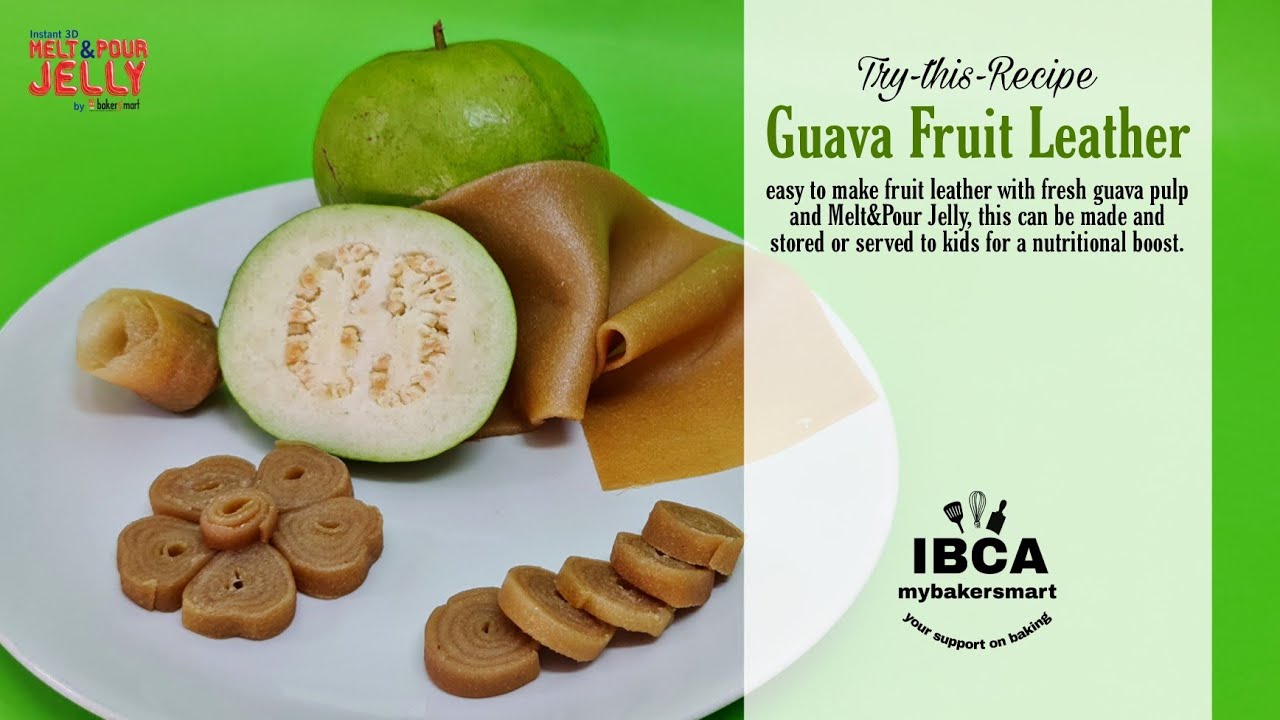 Instant 3D
MELT&POUR
JELLY
by bakersmart
Try-this-Recipe
Guava Fruit Leather
easy to make fruit leather with fresh guava pulp
and Melt&Pour Jelly, this can be made and
stored or served to kids for a nutritional boost.
IBCA
mybakersmart
your support on baking